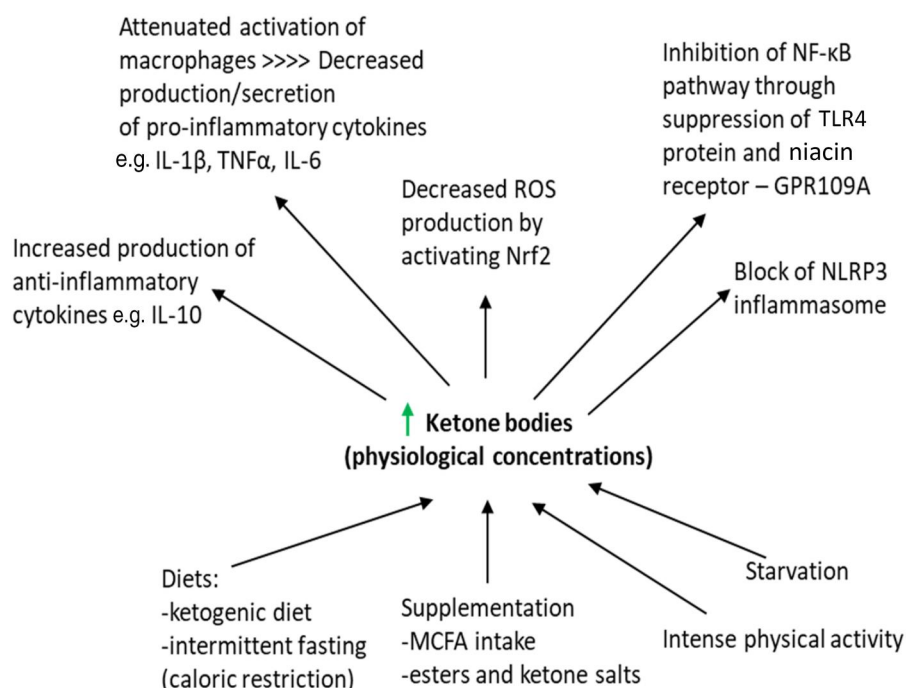 Attenuated activation of
macrophages >>>> Decreased
production/secretion
of pro-inflammatory cytokines
e.g. IL-1β, TNFα, IL-6
Inhibition of NF-κB
pathway through
suppression of TLR4
protein and niacin
receptor – GPR109A
Decreased ROS
production by
activating Nrf2
Increased production of
anti-inflammatory
cytokines e.g. IL-10
Block of NLRP3
inflammasome
Ketone bodies
(physiological concentrations)
Diets:
-ketogenic diet
-intermittent fasting
(caloric restriction)
Supplementation
-MCFA intake
-esters and ketone salts
Intense physical activity
Starvation